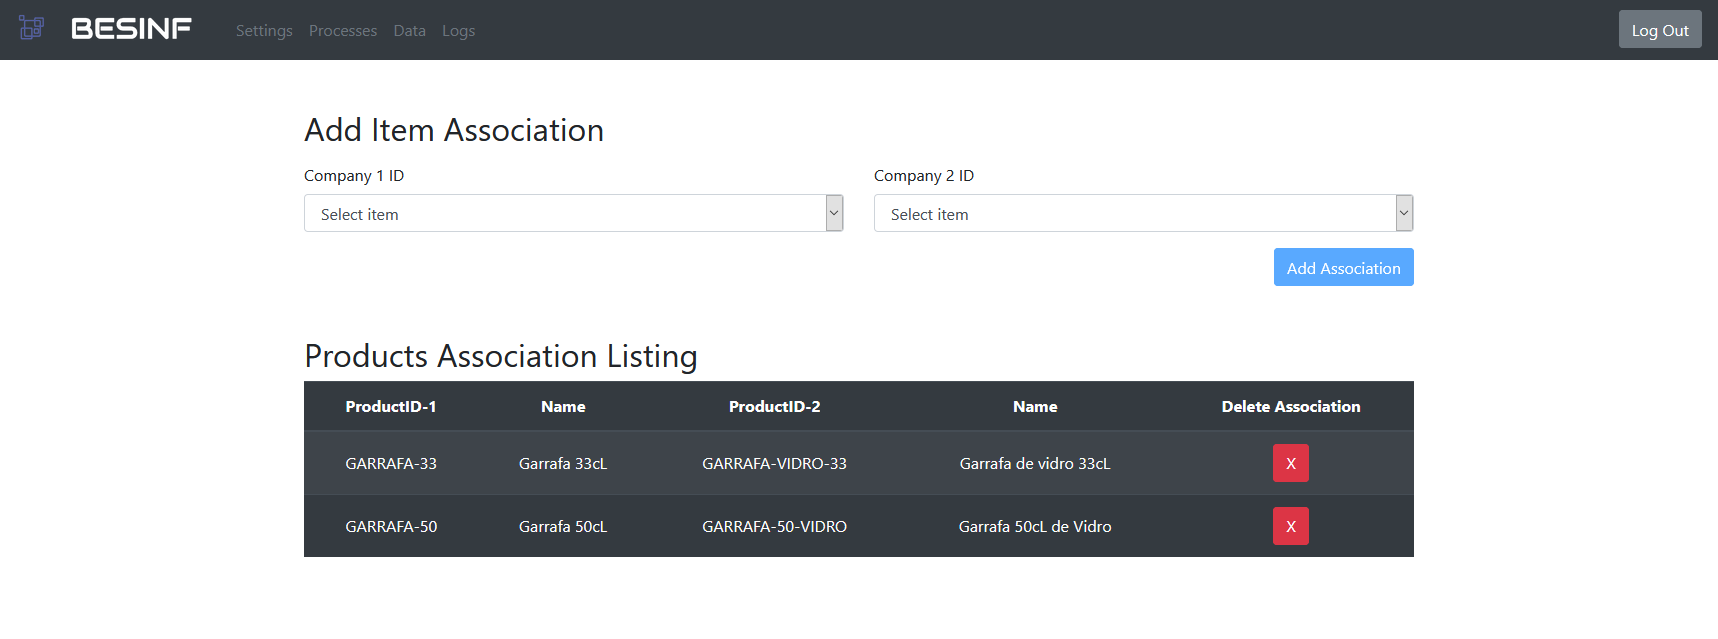 BESINF Settings Processes Data Logs Log Out
Add Item Association
Company 1 ID Company 2 ID
Select item Select item
Add Association
Products Association Listing
ProductID-1 Name ProductID-2 Name Delete Association
GARRAFA-33 Garrafa 33cL GARRAFA-VIDRO-33 Garrafa de vidro 33cL X
GARRAFA-50 Garrafa 50cL GARRAFA-50-VIDRO Garrafa 50cL de Vidro X